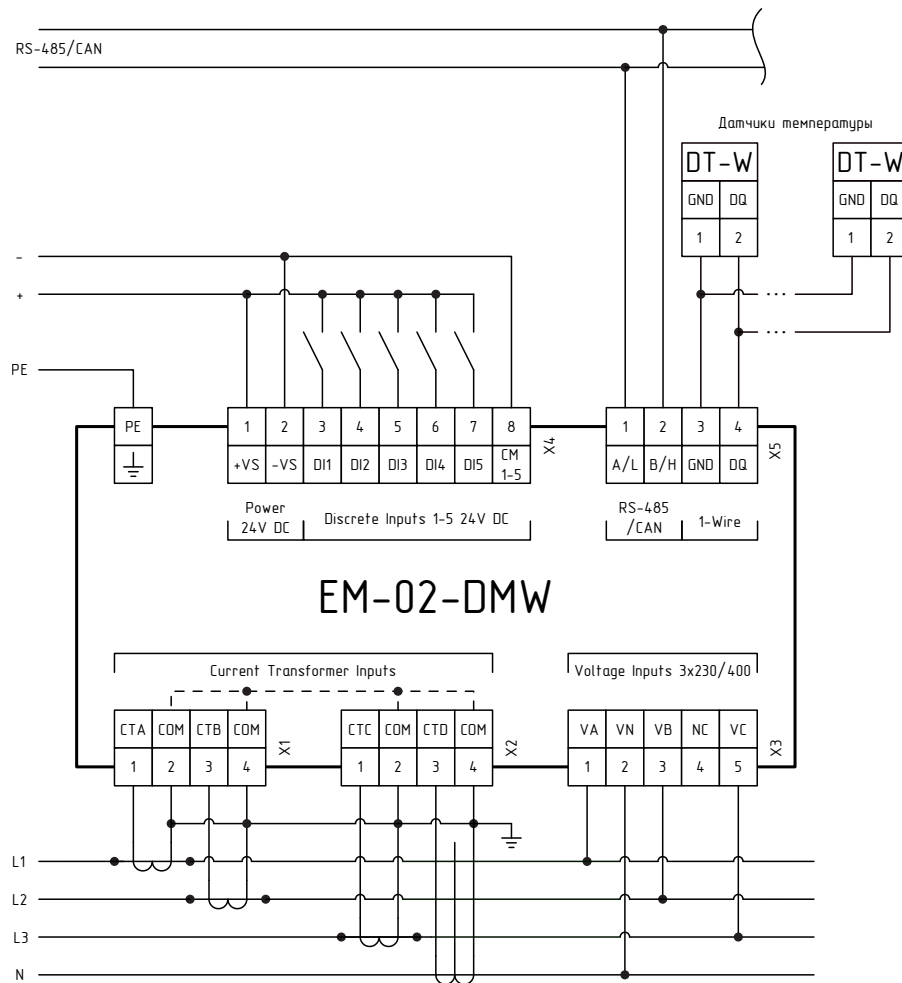 RS-485/CAN
Датчики температуры
DT-W DT-W
GND DQ GND DQ
1 2 1 2
-
+
... ...
PE
PE 1 2 3 4 5 6 7 8 X4 1 2 3 4 X5
+VS -VS DI1 DI2 DI3 DI4 DI5 CM 1-5 A/L B/H GND DQ
Power 24V DC
Discrete Inputs 1-5 24V DC
RS-485 /CAN
1-Wire
EM-02-DMW
Current Transformer Inputs
Voltage Inputs 3x230/400
CTA COM CTB COM X1 CTC COM CTD COM X2 VA VN VB NC VC X3
1 2 3 4 1 2 3 4 1 2 3 4 5
L1
L2
L3
N